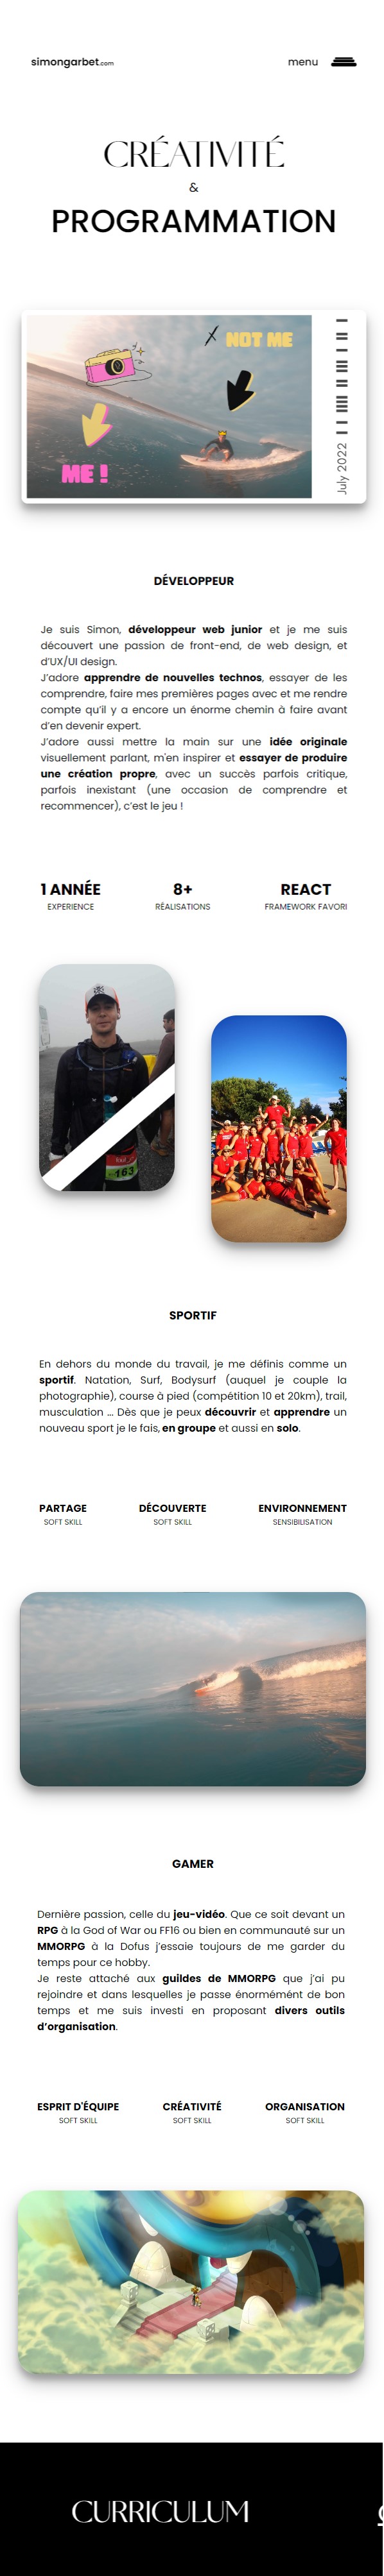 simongarbet.com
menu
CRÉATIVITÉ
&
PROGRAMMATION
NOT ME
ME !
July 2022
DÉVELOPPEUR
Je suis Simon, développeur web junior et je me suis
découvert une passion de front-end, de web design, et
d'UX/UI design.
J'adore apprendre de nouvelles technos, essayer de les
comprendre, faire mes premières pages avec et me rendre
compte qu'il y a encore un énorme chemin à faire avant
d'en devenir expert.
J'adore aussi mettre la main sur une idée originale
visuellement parlant, m'en inspirer et essayer de produire
une création propre, avec un succès parfois critique,
parfois inexistant (une occasion de comprendre et
recommencer), c'est le jeu !
1 ANNÉE
EXPERIENCE
8+
RÉALISATIONS
REACT
FRAMEWORK FAVORI
163
SPORTIF
En dehors du monde du travail, je me définis comme un
sportif. Natation, Surf, Bodysurf (auquel je couple la
photographie), course à pied (compétition 10 et 20km), trail,
musculation ... Dès que je peux découvrir et apprendre un
nouveau sport je le fais, en groupe et aussi en solo.
PARTAGE
SOFT SKILL
DÉCOUVERTE
SOFT SKILL
ENVIRONNEMENT
SENSIBILISATION
GAMER
Dernière passion, celle du jeu-vidéo. Que ce soit devant un
RPG à la God of War ou FF16 ou bien en communauté sur un
MMORPG à la Dofus j'essaie toujours de me garder du
temps pour ce hobby.
Je reste attaché aux guildes de MMORPG que j'ai pu
rejoindre et dans lesquelles je passe énormément de bon
temps et me suis investi en proposant divers outils
d'organisation.
ESPRIT D'ÉQUIPE
SOFT SKILL
CRÉATIVITÉ
SOFT SKILL
ORGANISATION
SOFT SKILL
CURRICULUM